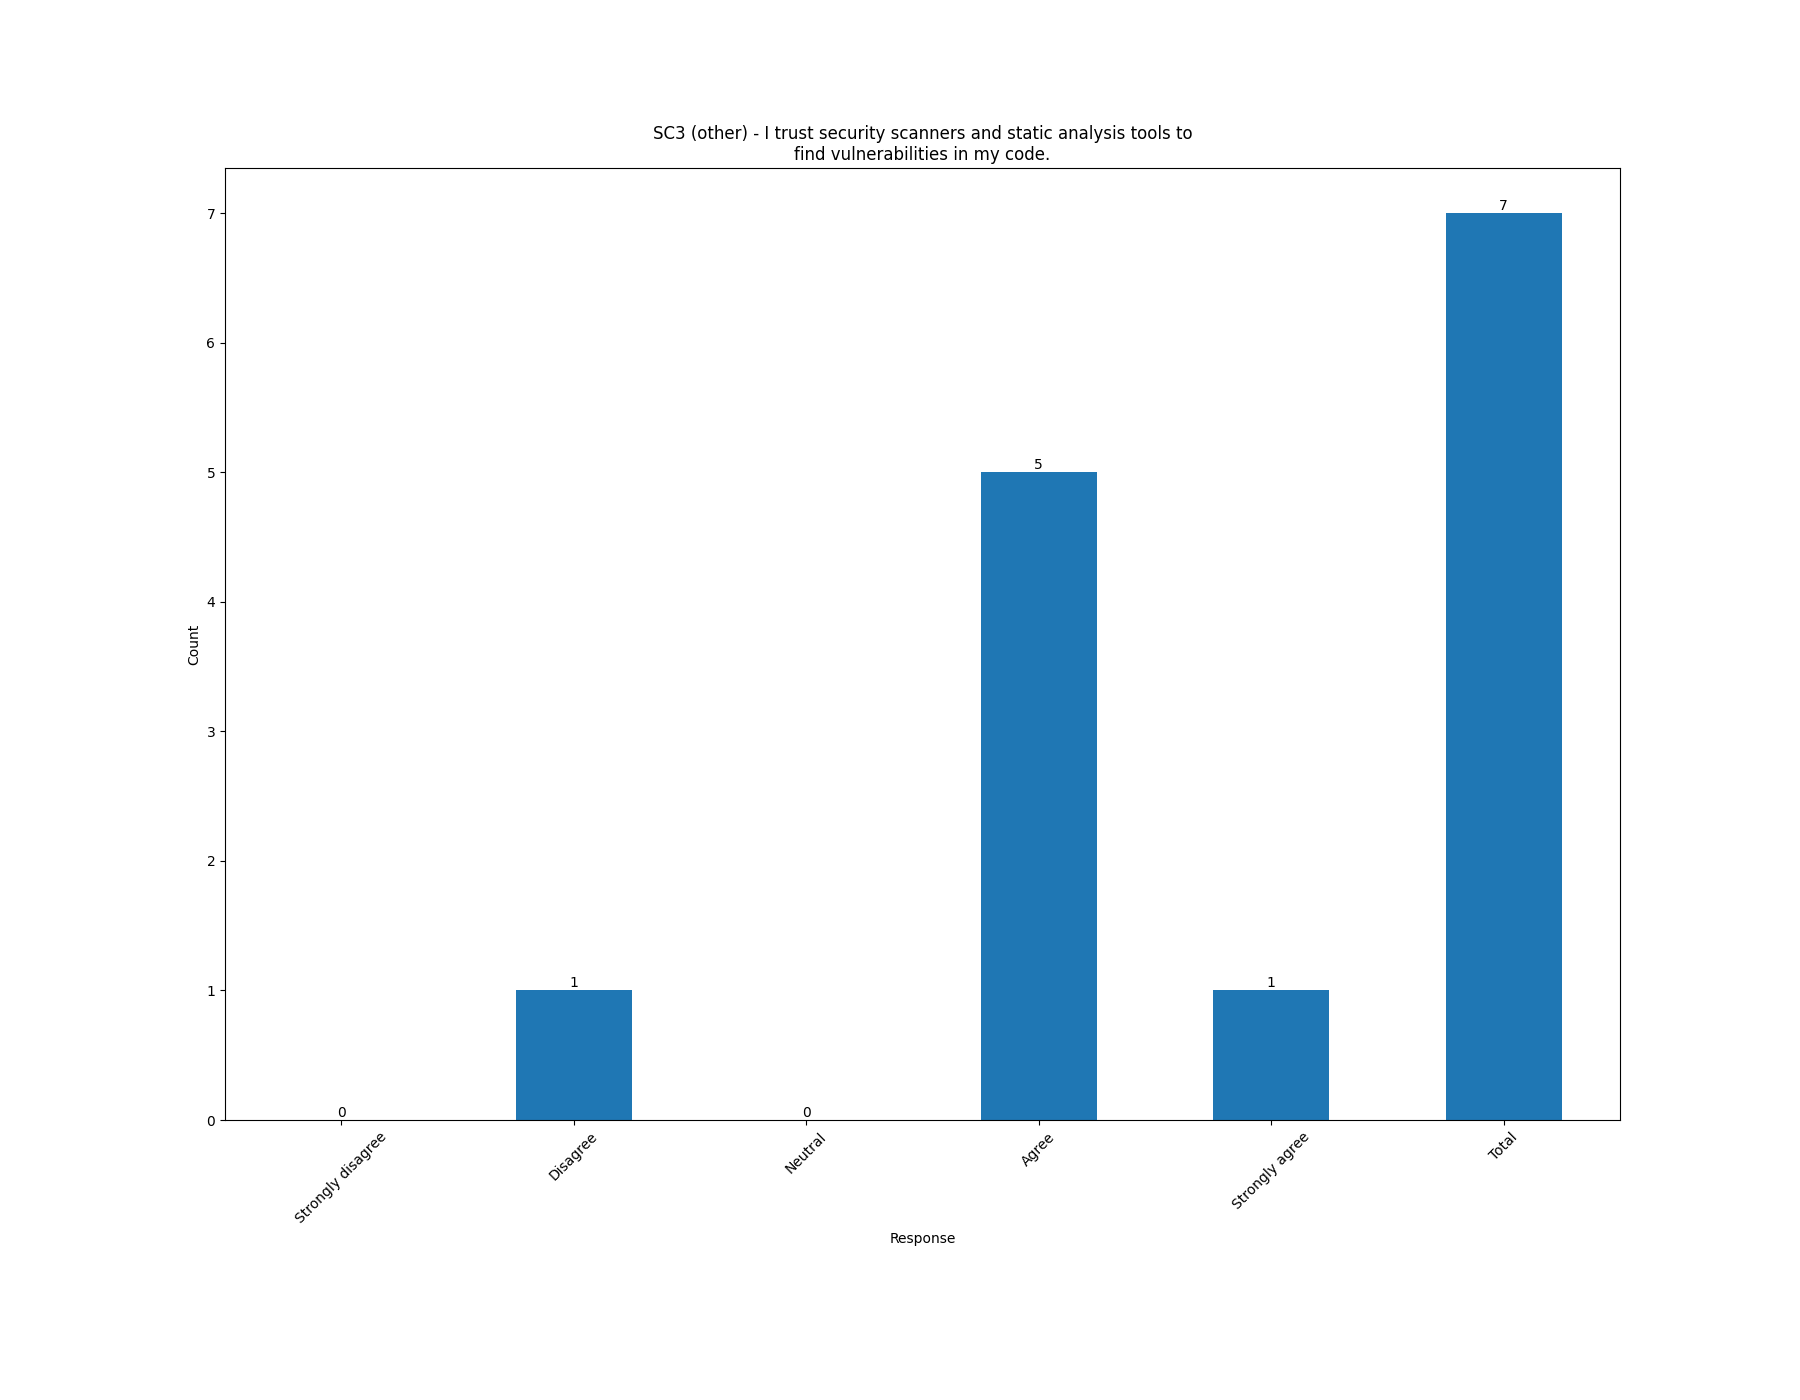 SC3 (other) - I trust security scanners and static analysis tools to
find vulnerabilities in my code.
7
6
5
4
3
2
1
0
Count
0
1
0
5
1
7
Strongly disagree
Disagree
Neutral
Agree
Strongly agree
Total
Response